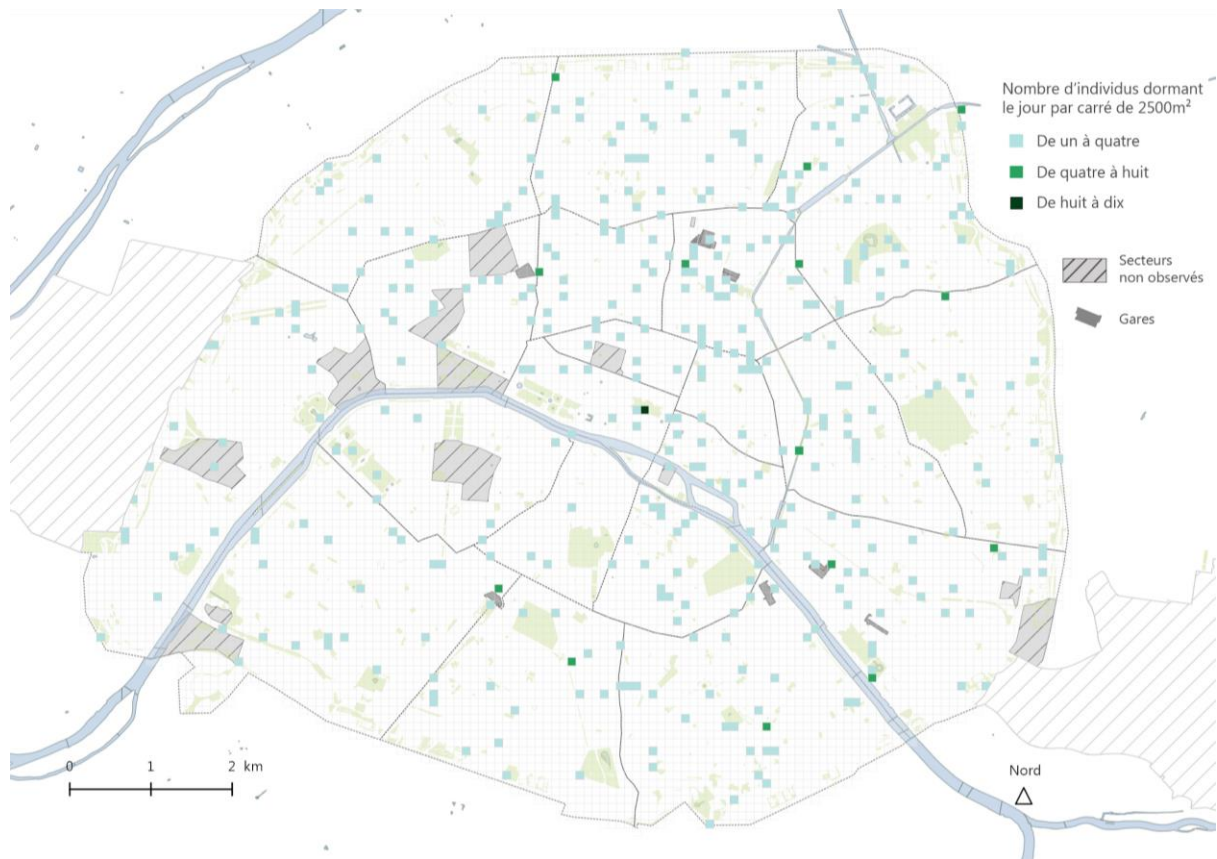 Nombre d'individus dormant
le jour par carré de 2500m²
De un à quatre
De quatre à huit
De huit à dix
Secteurs
non observés
Gares
0 1 2 km
Nord